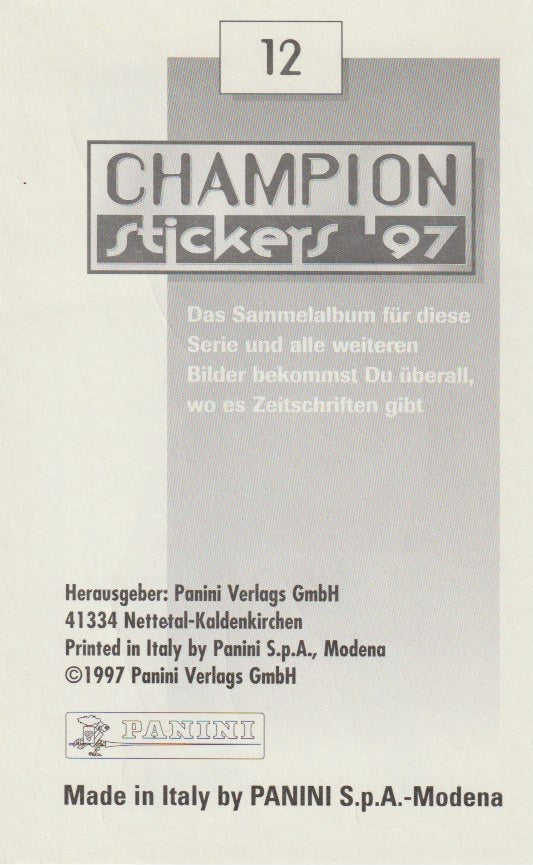 12
CHAMPION
stickers '97
Das Sammelalbum für diese
Serie und alle weiteren
Bilder bekommst Du überall,
wo es Zeitschriften gibt
Herausgeber: Panini Verlags GmbH
41334 Nettetal-Kaldenkirchen
Printed in Italy by Panini S.p.A., Modena
©1997 Panini Verlags GmbH
PANINI
Made in Italy by PANINI S.p.A.-Modena